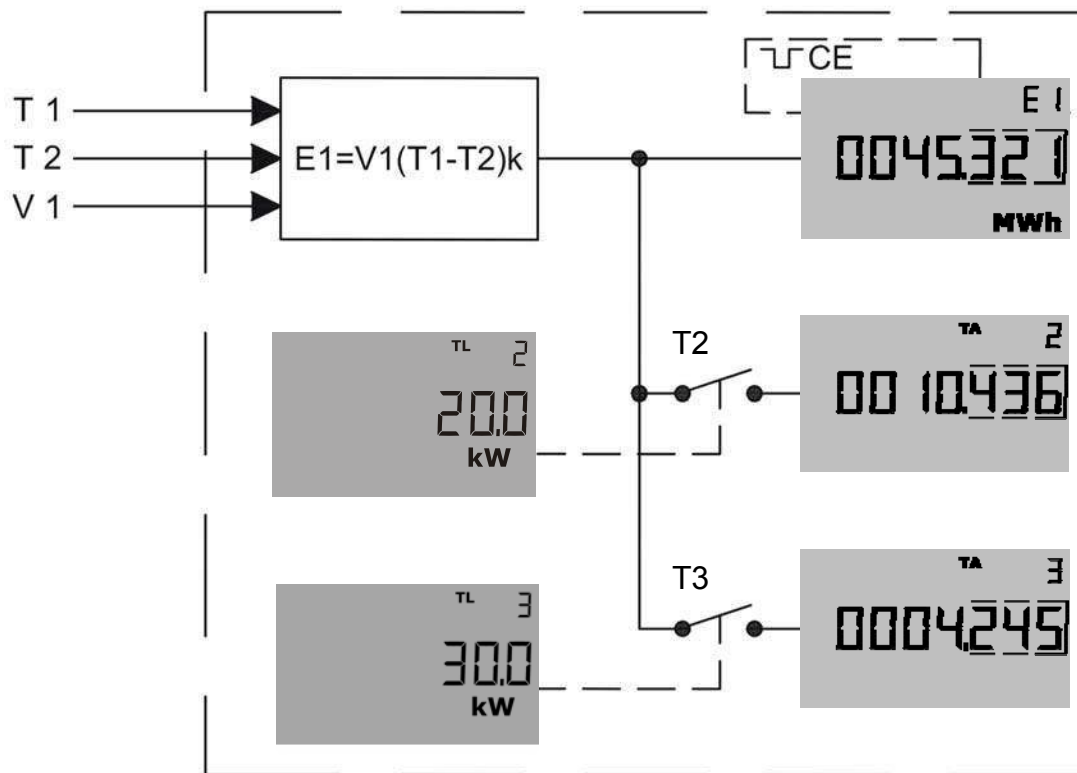 CE
T 1
T 2
V 1
E1=V1(T1-T2)k
E 1
0045.321
MWh
TL 2
20.0
kW
T2
TA 2
0010.436
TL 3
30.0
kW
T3
TA 3
0004.245